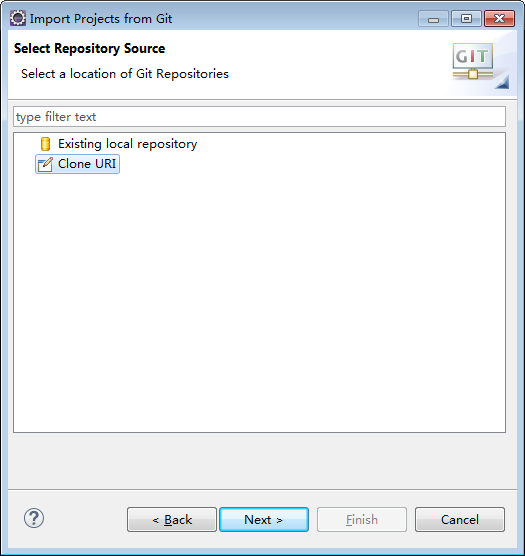 Import Projects from Git
Select Repository Source
Select a location of Git Repositories
GIT
type filter text
Existing local repository
Clone URI
?
< Back
Next >
Finish
Cancel